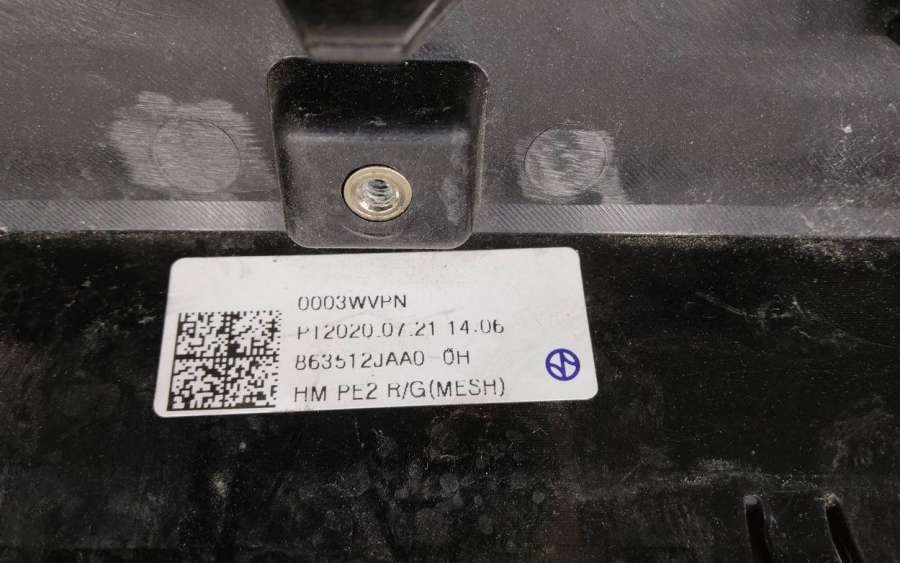 0003WVPN
PT2020.07.21 14:06
863512JAA0 0H
HM PE2 R/G(MESH)